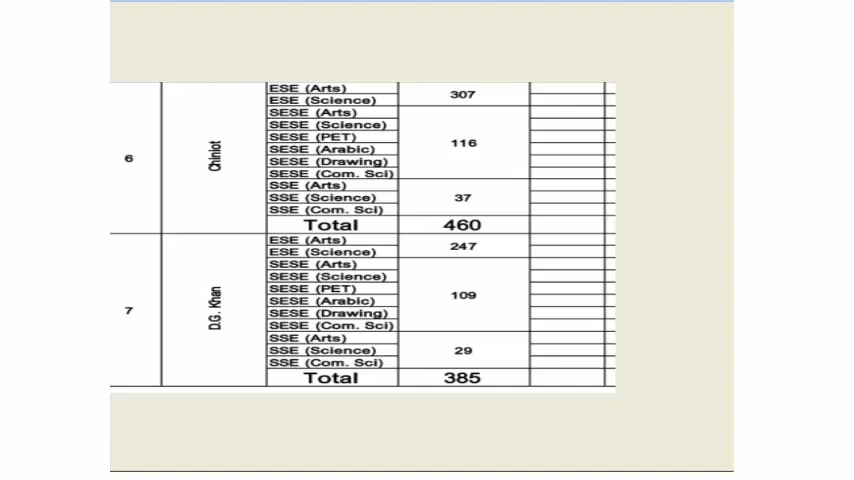 ESE (Arts)
307
ESE (Science)
SESE (Arts)
SESE (Science)
SESE (PET)
116
SESE (Arabic)
6
Chiniot
SESE (Drawing)
SESE (Com. Sci)
SSE (Arts)
SSE (Science)
37
SSE (Com. Sci)
Total
460
ESE (Arts)
247
ESE (Science)
SESE (Arts)
SESE (Science)
SESE (PET)
109
SESE (Arabic)
7
D.G. Khan
SESE (Drawing)
SESE (Com. Sci)
SSE (Arts)
SSE (Science)
29
SSE (Com. Sci)
Total
385